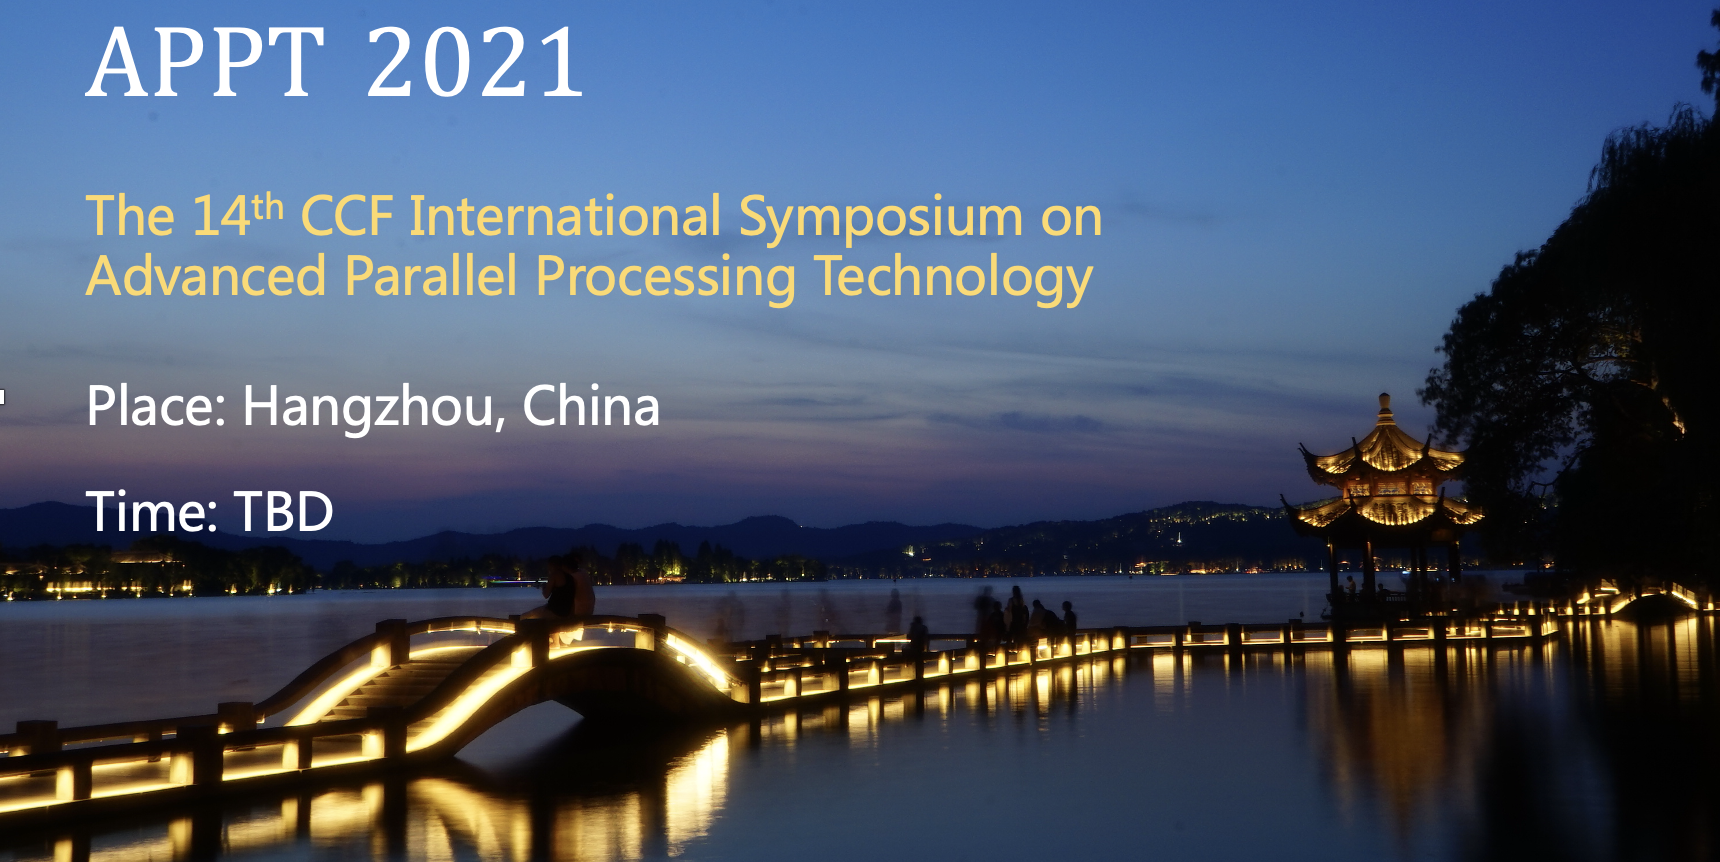 APPT 2021
The 14th CCF International Symposium on
Advanced Parallel Processing Technology
Place: Hangzhou, China
Time: TBD